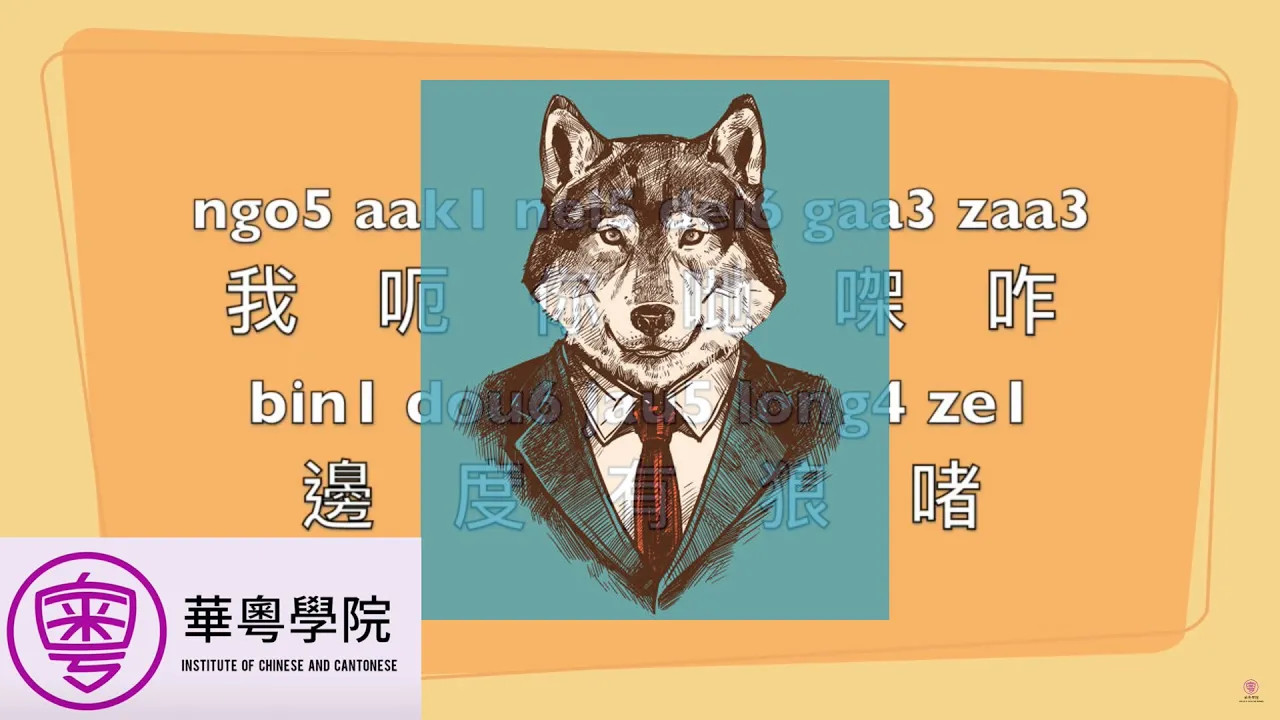 ngo5 aak1 nei5 dei6 gaa3 zaa3
我 呃 你 哋 㗎 咋
bin1 dou6 jau5 long4 ze1
邊 度 有 狼 啫
華粵學院
INSTITUTE OF CHINESE AND CANTONESE